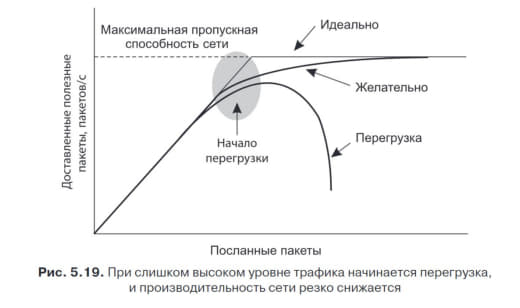 Максимальная пропускная
способность сети
Идеально
Желательно
Начало
перегрузки
Перегрузка
Доставленные полезные
пакеты, пакетов/с
Посланные пакеты
Рис. 5.19. При слишком высоком уровне трафика начинается перегрузка,
и производительность сети резко снижается